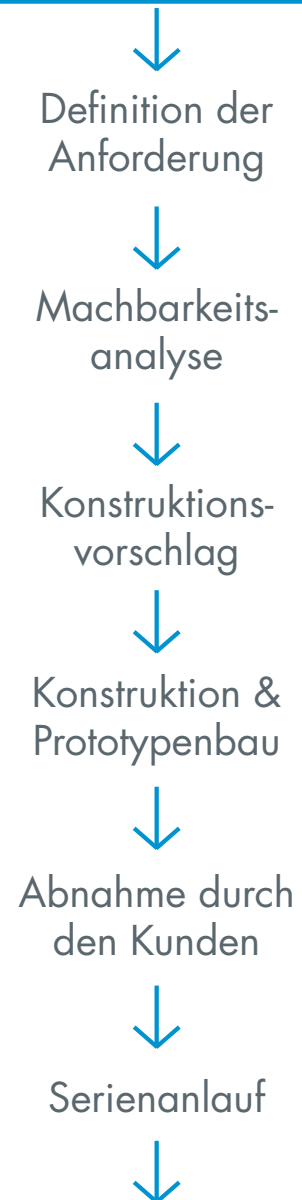 Definition der
Anforderung
Machbarkeits-
analyse
Konstruktions-
vorschlag
Konstruktion &
Prototypenbau
Abnahme durch
den Kunden
Serienanlauf